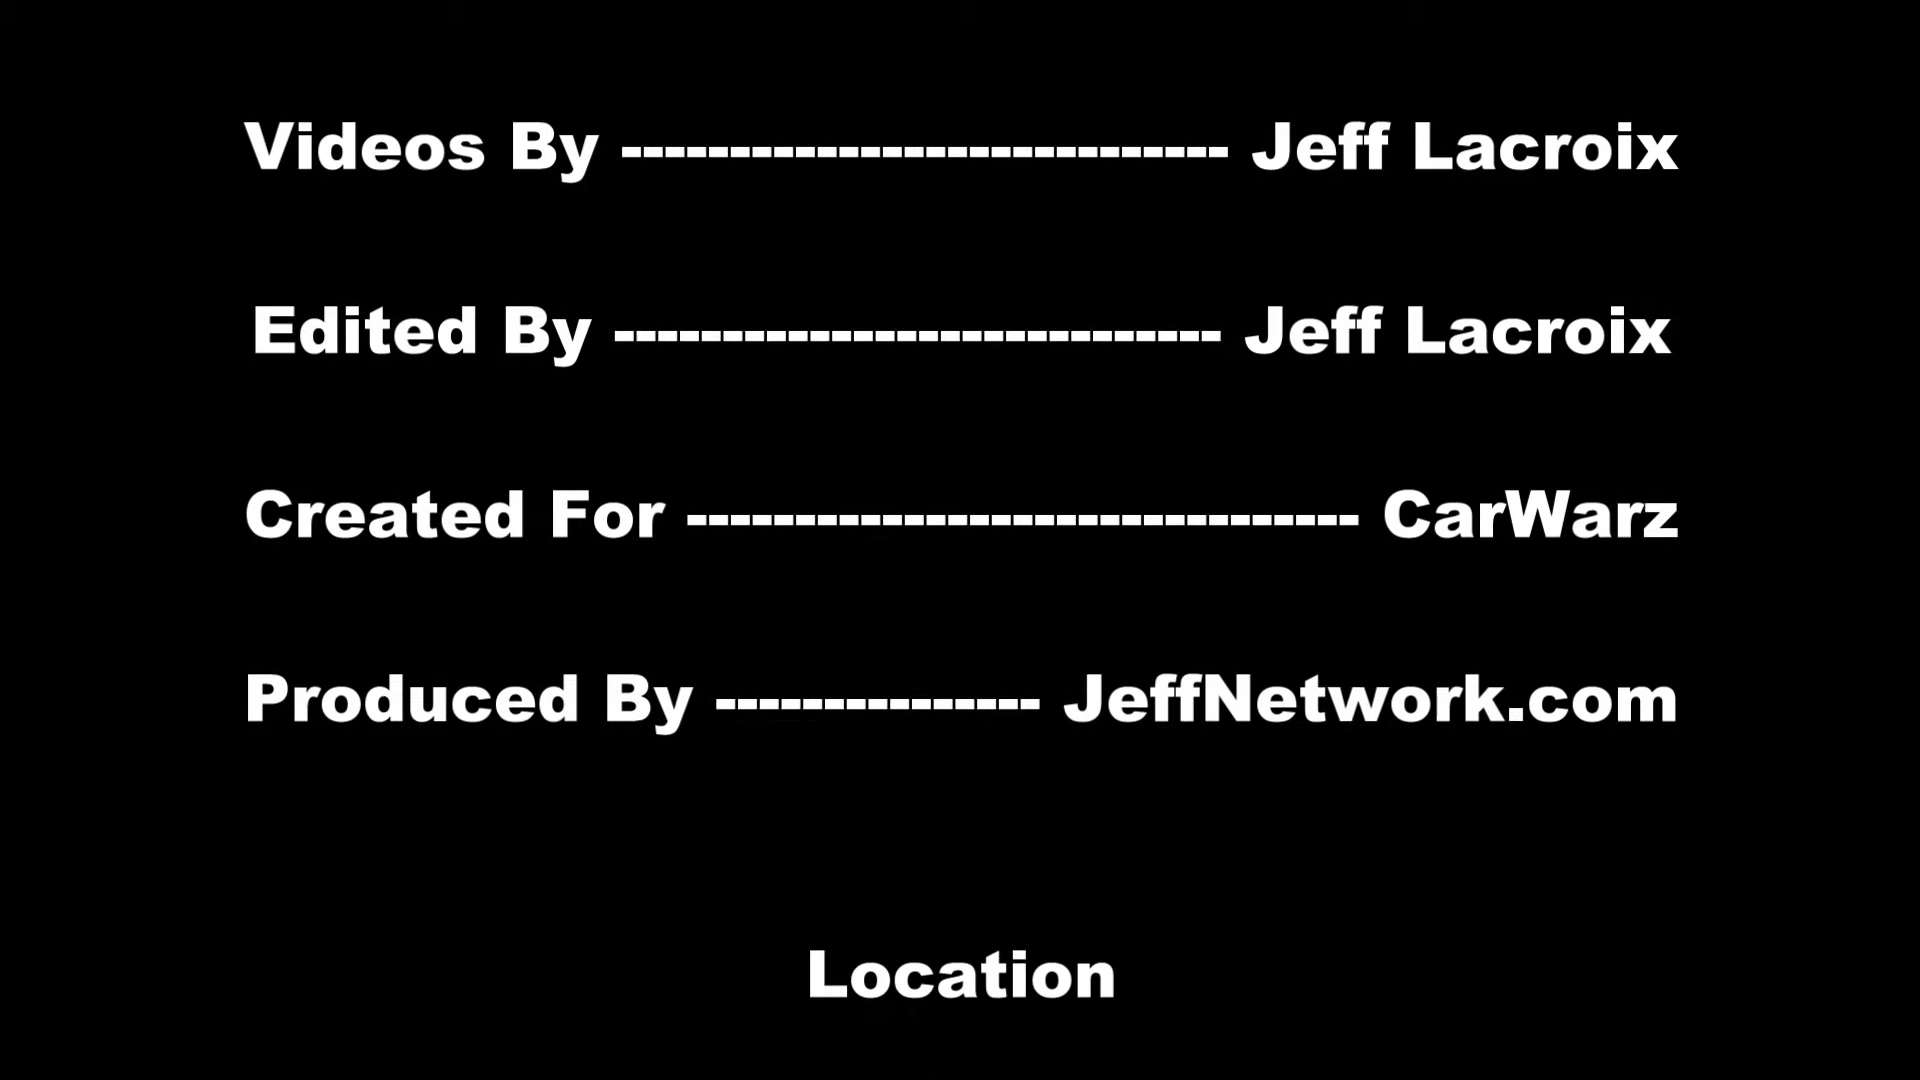 Videos By ---------------------------- Jeff Lacroix
Edited By ---------------------------- Jeff Lacroix
Created For ------------------------------- CarWarz
Produced By --------------- JeffNetwork.com
Location